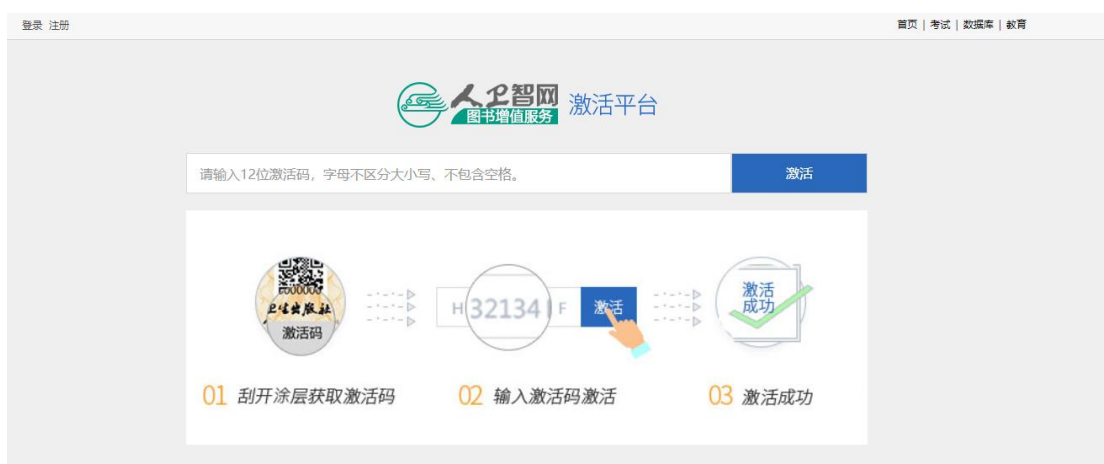 登录 注册
首页 | 考试 | 数据库 | 教育
人卫智网 激活平台
图书增值服务
请输入12位激活码，字母不区分大小写、不包含空格。 激活
卫生出版社
激活码
H 32134 F 激活
激活
成功
01 刮开涂层获取激活码 02 输入激活码激活 03 激活成功